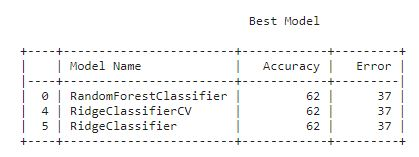 Best Model
+----+------------------------+------------+---------+
|    | Model Name             |   Accuracy |   Error |
|----+------------------------+------------+---------|
|  0 | RandomForestClassifier |         62 |      37 |
|  4 | RidgeClassifierCV      |         62 |      37 |
|  5 | RidgeClassifier        |         62 |      37 |
+----+------------------------+------------+---------+